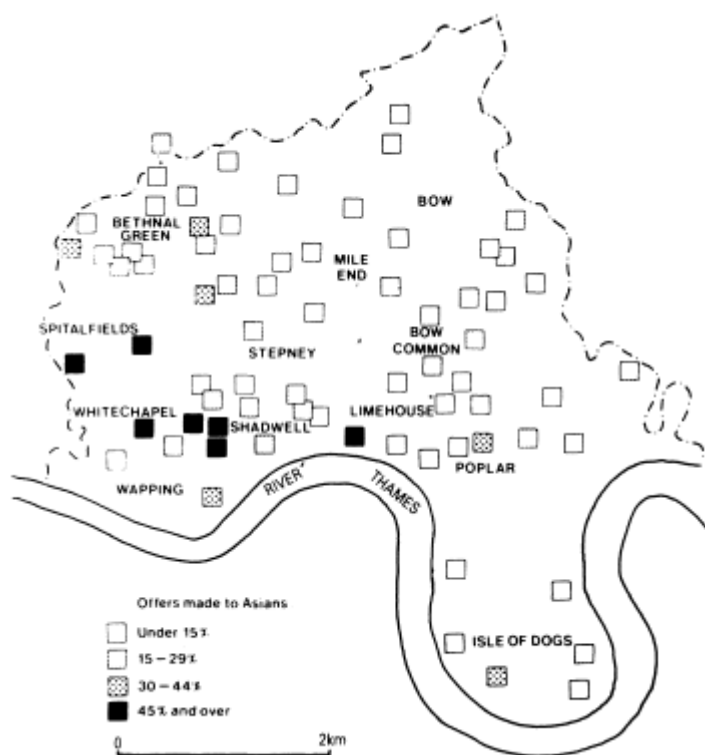 BOW
BETHNAL
GREEN
MILE
END
SPITALFIELDS
STEPNEY
BOW
COMMON
WHITECHAPEL
SHADWELL
LIMEHOUSE
POPLAR
WAPPING
RIVER
THAMES
ISLE OF DOGS
Offers made to Asians
Under 15%
15-29%
30-44%
45% and over
0 2km